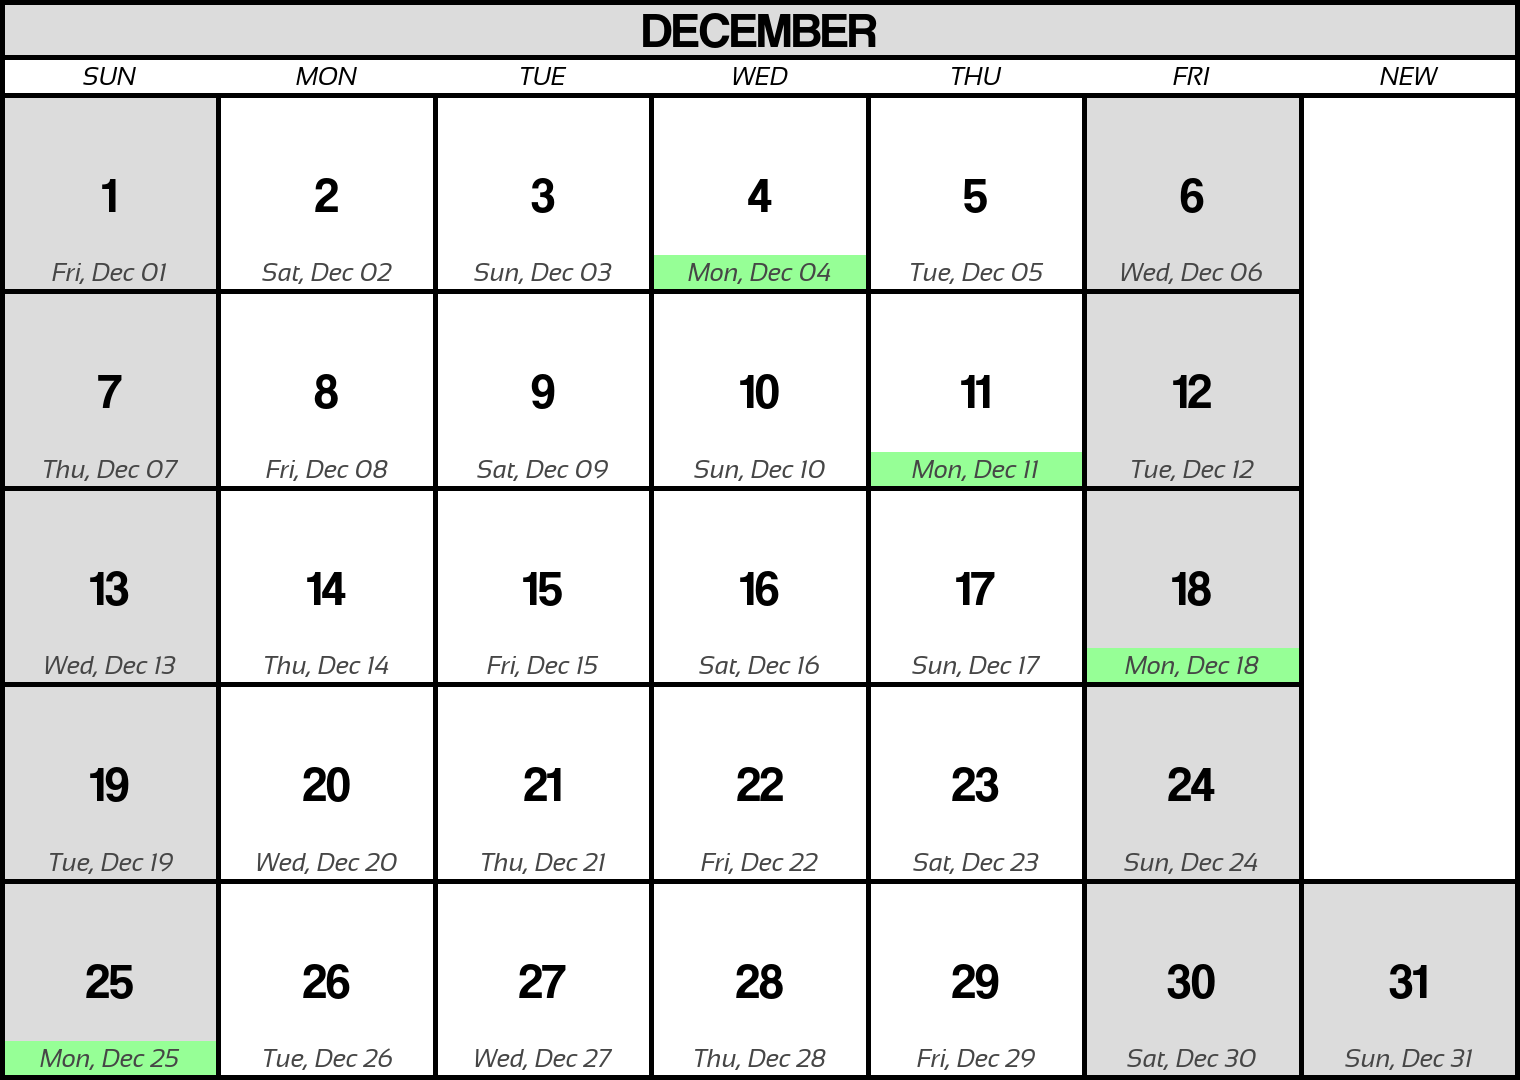 DECEMBER
SUN MON TUE WED THU FRI NEW
1 2 3 4 5 6
Fri, Dec 01 Sat, Dec 02 Sun, Dec 03 Mon, Dec 04 Tue, Dec 05 Wed, Dec 06
7 8 9 10 11 12
Thu, Dec 07 Fri, Dec 08 Sat, Dec 09 Sun, Dec 10 Mon, Dec 11 Tue, Dec 12
13 14 15 16 17 18
Wed, Dec 13 Thu, Dec 14 Fri, Dec 15 Sat, Dec 16 Sun, Dec 17 Mon, Dec 18
19 20 21 22 23 24
Tue, Dec 19 Wed, Dec 20 Thu, Dec 21 Fri, Dec 22 Sat, Dec 23 Sun, Dec 24
25 26 27 28 29 30 31
Mon, Dec 25 Tue, Dec 26 Wed, Dec 27 Thu, Dec 28 Fri, Dec 29 Sat, Dec 30 Sun, Dec 31